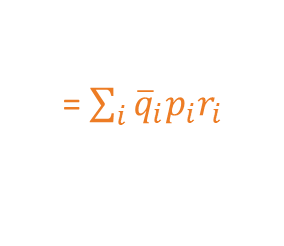 = ∑ᵢ q̅ᵢpᵢrᵢ